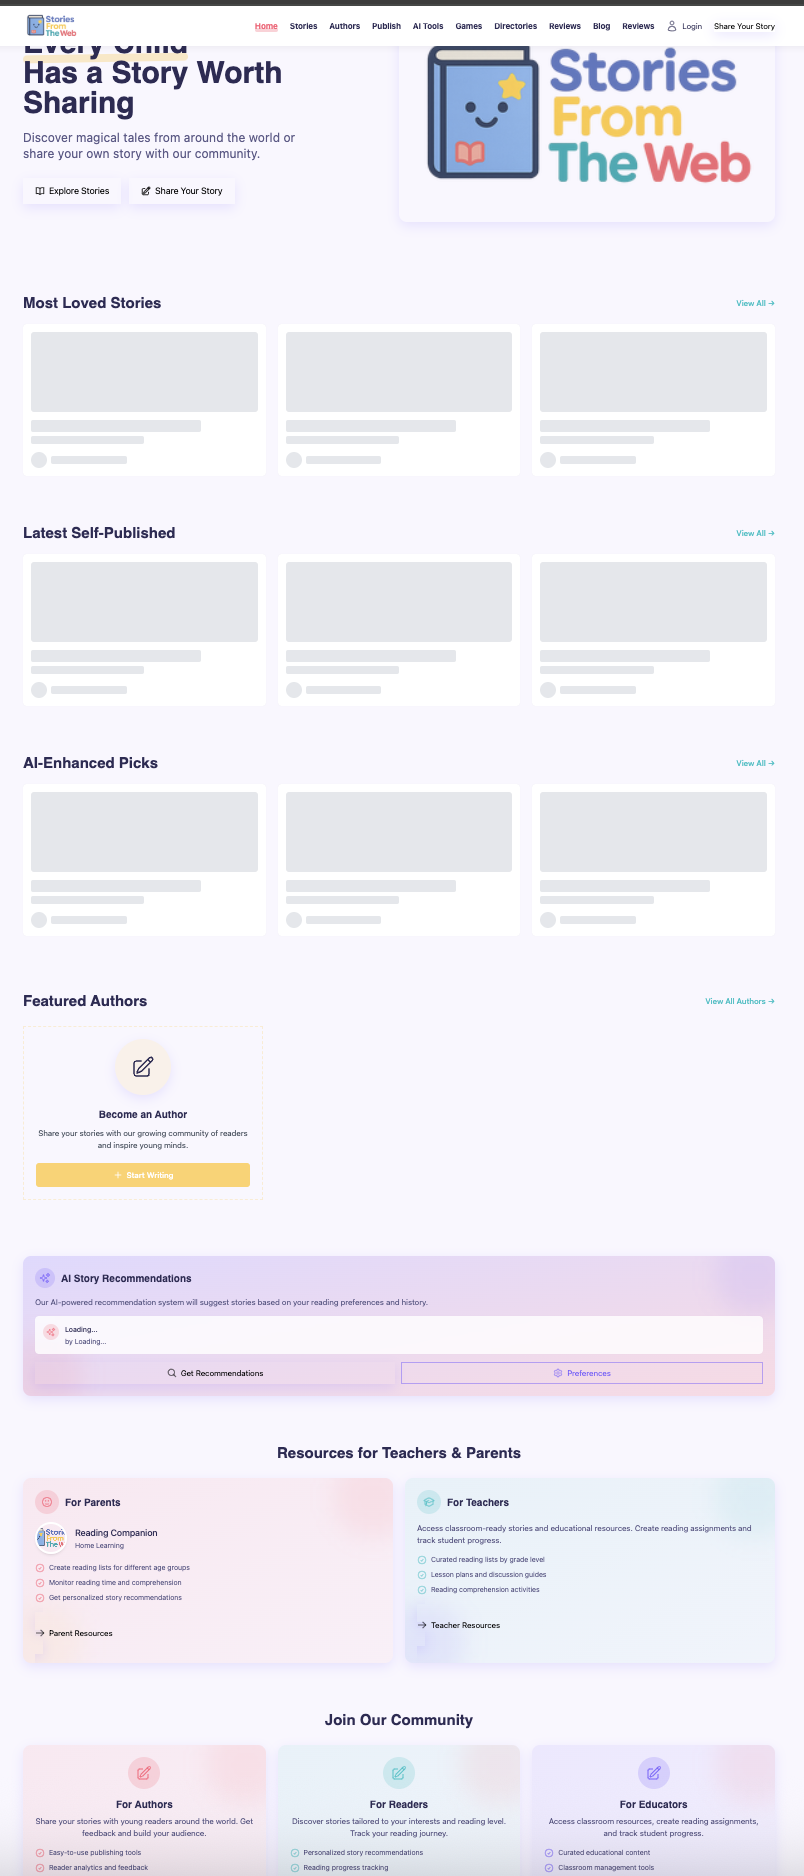 Stories
From
The Web
Home Stories Authors Publish AI Tools Games Directories Reviews Blog Reviews Login Share Your Story
Every Child
Has a Story Worth
Sharing
Discover magical tales from around the world or
share your own story with our community.
Explore Stories Share Your Story
Stories
From
The Web
Most Loved Stories View All →
Latest Self-Published View All →
AI-Enhanced Picks View All →
Featured Authors View All Authors →
Become an Author
Share your stories with our growing community of readers
and inspire young minds.
+ Start Writing
AI Story Recommendations
Our AI-powered recommendation system will suggest stories based on your reading preferences and history.
Loading...
by Loading...
Get Recommendations Preferences
Resources for Teachers & Parents
For Parents
Reading Companion
Home Learning
Create reading lists for different age groups
Monitor reading time and comprehension
Get personalized story recommendations
→ Parent Resources
For Teachers
Access classroom-ready stories and educational resources. Create reading assignments and
track student progress.
Curated reading lists by grade level
Lesson plans and discussion guides
Reading comprehension activities
→ Teacher Resources
Join Our Community
For Authors
Share your stories with young readers around the world. Get
feedback and build your audience.
Easy-to-use publishing tools
Reader analytics and feedback
For Readers
Discover stories tailored to your interests and reading level.
Track your reading journey.
Personalized story recommendations
Reading progress tracking
For Educators
Access classroom resources, create reading assignments,
and track student progress.
Curated educational content
Classroom management tools